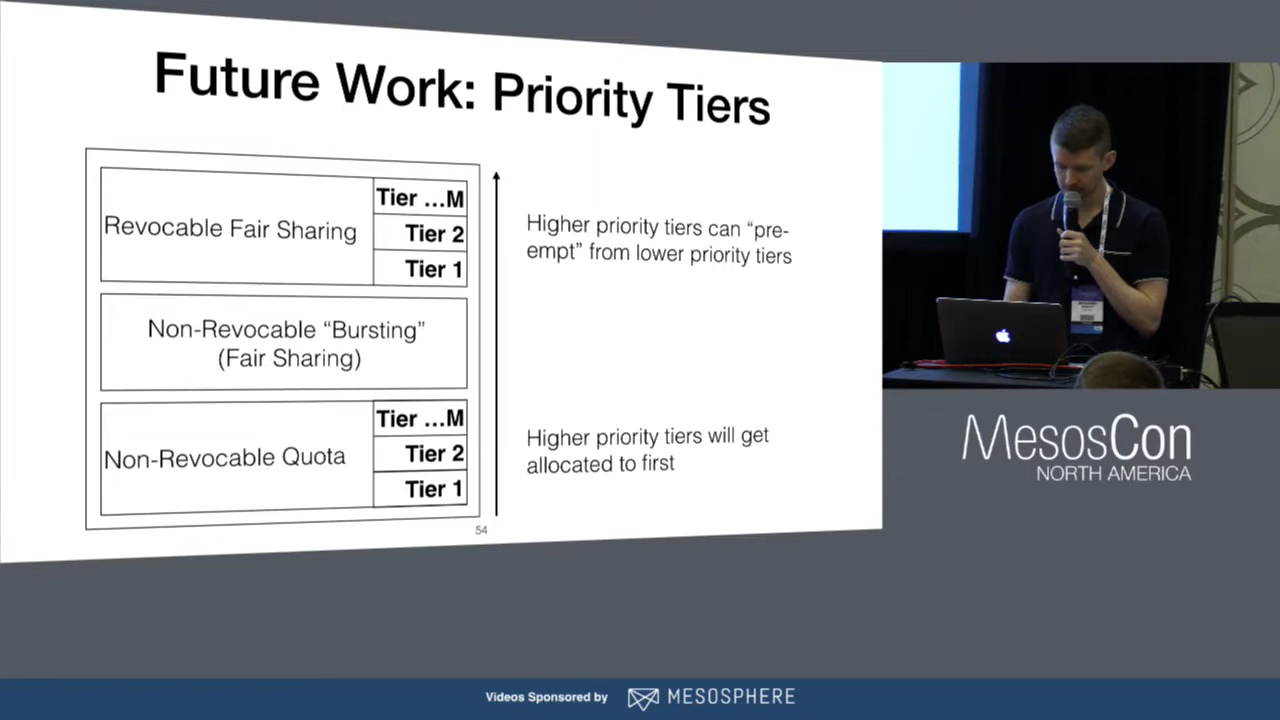 Future Work: Priority Tiers
Revocable Fair Sharing
Tier ...M
Tier 2
Tier 1
Non-Revocable “Bursting”
(Fair Sharing)
Non-Revocable Quota
Tier ...M
Tier 2
Tier 1
Higher priority tiers can “pre-
empt” from lower priority tiers
Higher priority tiers will get
allocated to first
54
MesosCon
NORTH AMERICA
Videos Sponsored by
MESOSPHERE